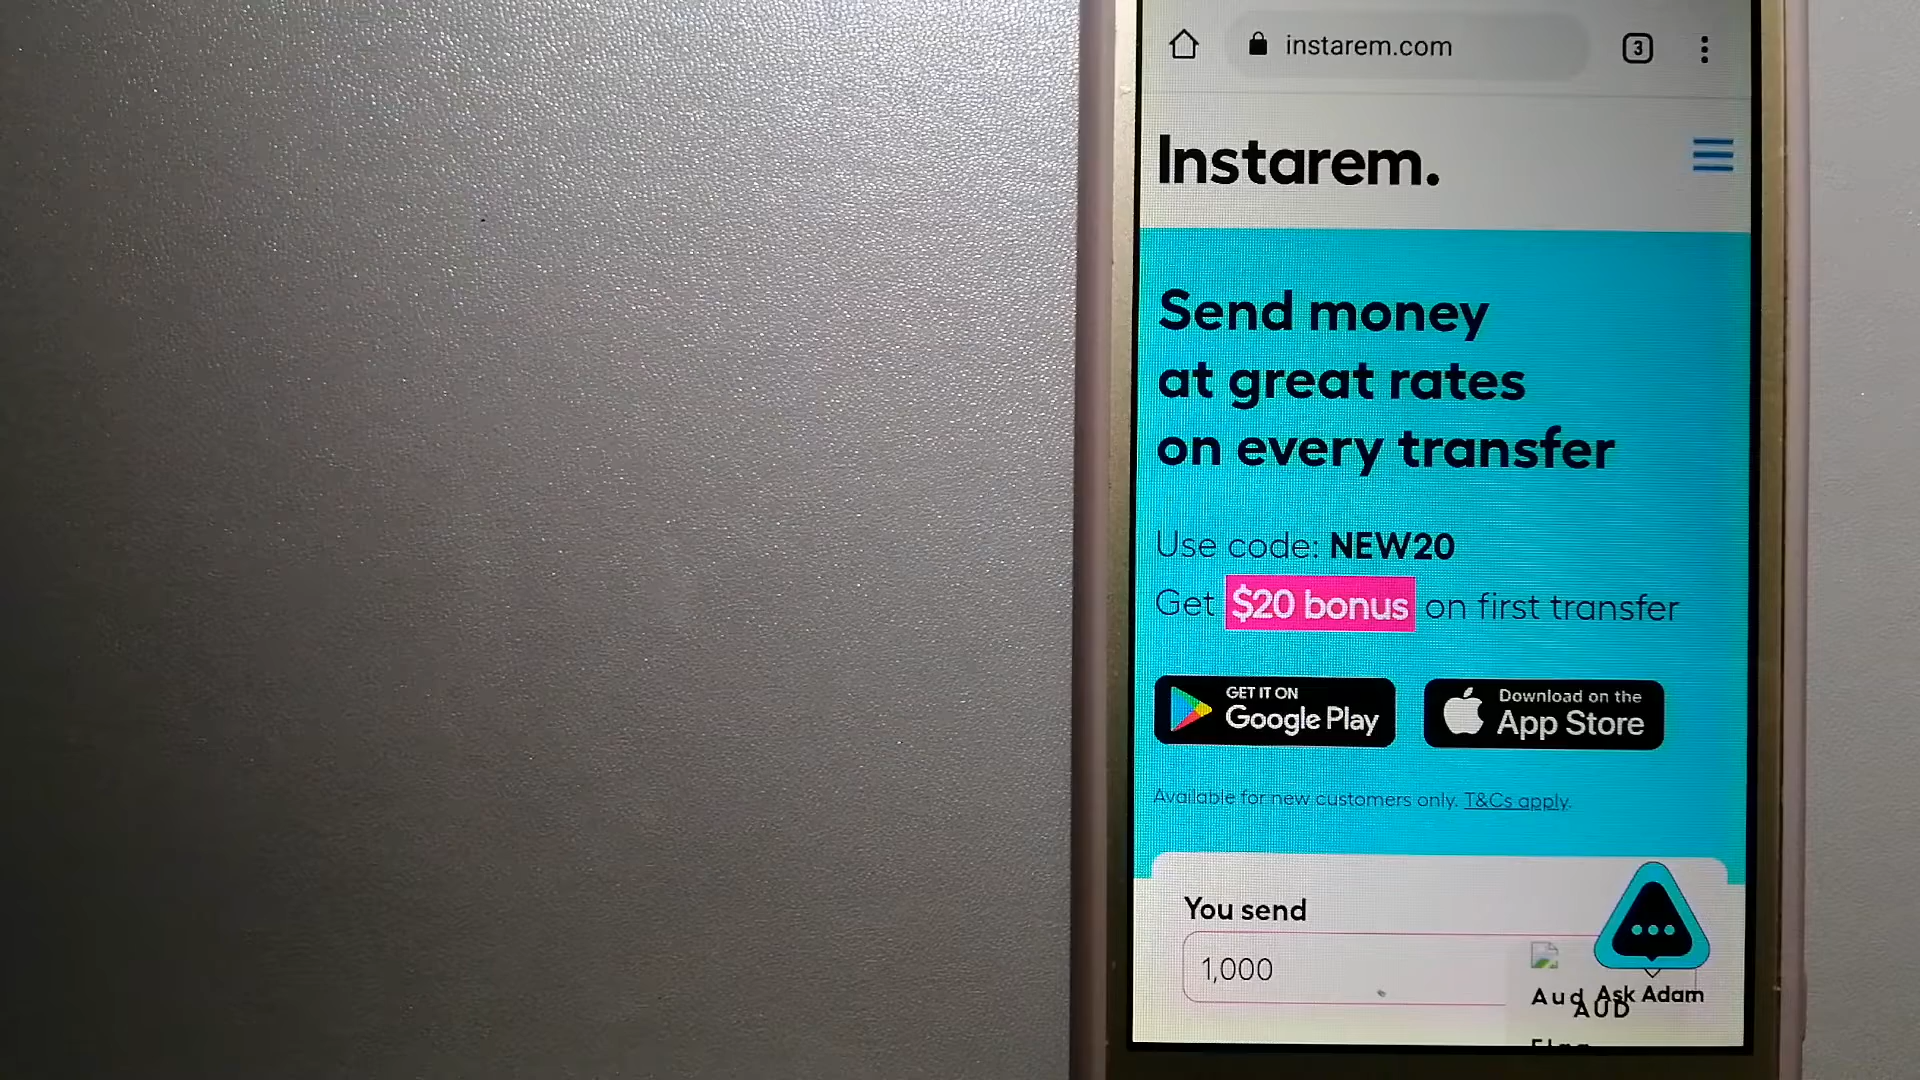 instarem.com
3
Instarem.
Send money
at great rates
on every transfer
Use code: NEW20
Get $20 bonus on first transfer
GET IT ON
Google Play
Download on the
App Store
Available for new customers only. T&Cs apply.
You send
1,000
Aud
AUD
Ask Adam